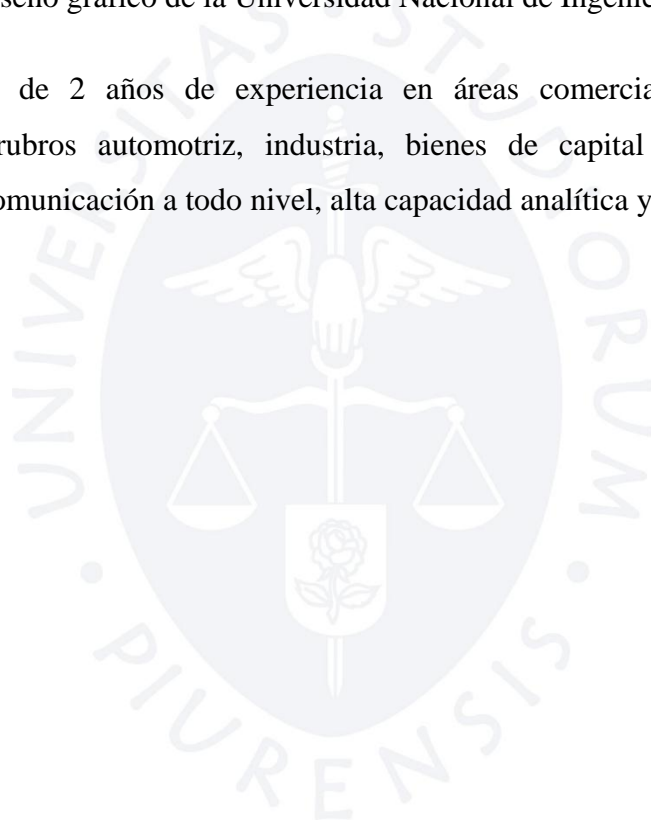 seño gráfico de la Universidad Nacional de Ingenie
de 2 años de experiencia en áreas comercia
rubros automotriz, industria, bienes de capital
omunicación a todo nivel, alta capacidad analítica y
UNIVERSITAS • STUDIORUM • PIURENSIS